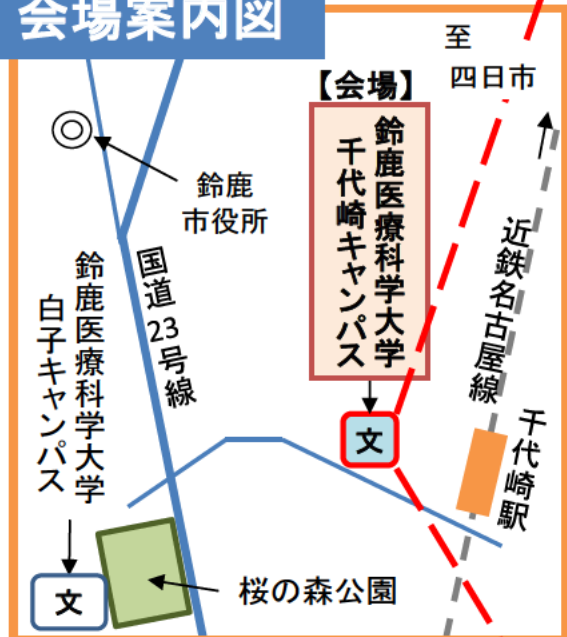 会場案内図
至
四日市
【会場】
鈴鹿医療科学大学
千代崎キャンパス
鈴鹿
市役所
国道23号線
近鉄名古屋線
鈴鹿医療科学大学
白子キャンパス
文
千代崎駅
桜の森公園
文